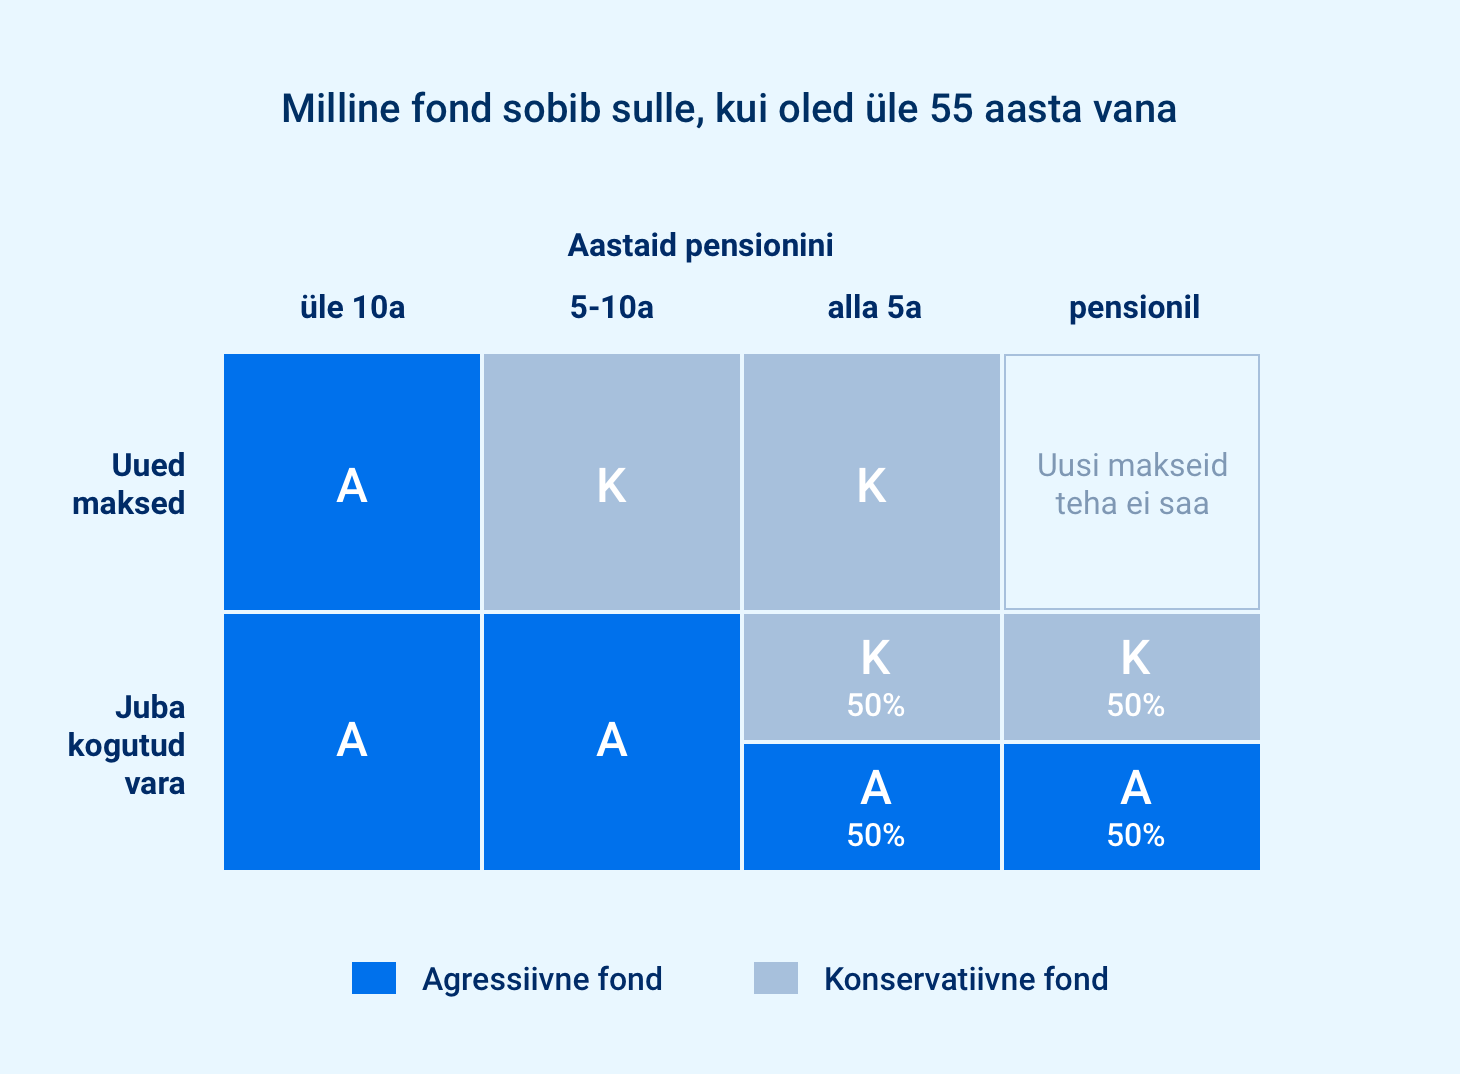 Milline fond sobib sulle, kui oled üle 55 aasta vana
Aastaid pensionini
üle 10a
5-10a
alla 5a
pensionil
Uued
maksed
A
K
K
Uusi makseid
teha ei saa
Juba
kogutud
vara
A
A
K
50%
A
50%
K
50%
A
50%
Agressiivne fond
Konservatiivne fond